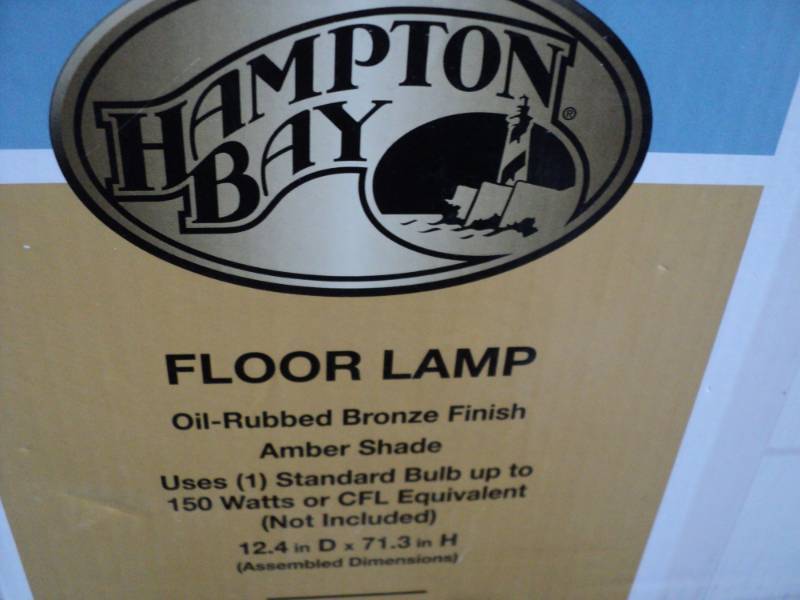 HAMPTON
BAY ®
FLOOR LAMP
Oil-Rubbed Bronze Finish
Amber Shade
Uses (1) Standard Bulb up to
150 Watts or CFL Equivalent
(Not Included)
12.4 in D x 71.3 in H
(Assembled Dimensions)